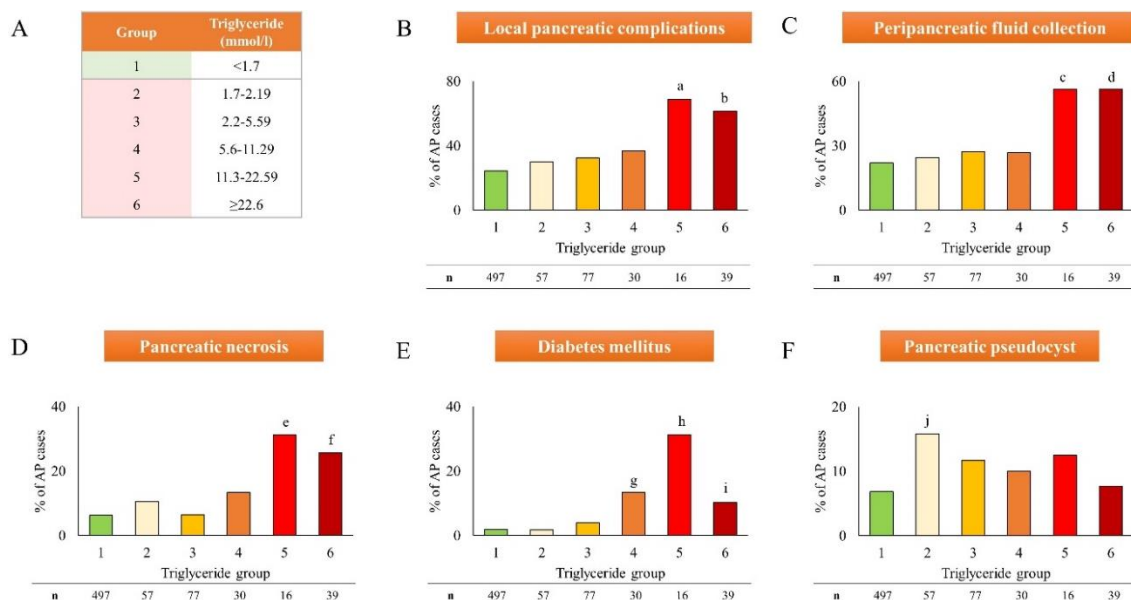 A
Group Triglyceride (mmol/l)
1 <1.7
2 1.7-2.19
3 2.2-5.59
4 5.6-11.29
5 11.3-22.59
6 ≥22.6
B
Local pancreatic complications
% of AP cases
80
40
0
a
b
1 2 3 4 5 6
Triglyceride group
n 497 57 77 30 16 39
C
Peripancreatic fluid collection
% of AP cases
60
30
0
c
d
1 2 3 4 5 6
Triglyceride group
n 497 57 77 30 16 39
D
Pancreatic necrosis
% of AP cases
40
20
0
e
f
1 2 3 4 5 6
Triglyceride group
n 497 57 77 30 16 39
E
Diabetes mellitus
% of AP cases
40
20
0
g
h
i
1 2 3 4 5 6
Triglyceride group
n 497 57 77 30 16 39
F
Pancreatic pseudocyst
% of AP cases
20
10
0
j
1 2 3 4 5 6
Triglyceride group
n 497 57 77 30 16 39